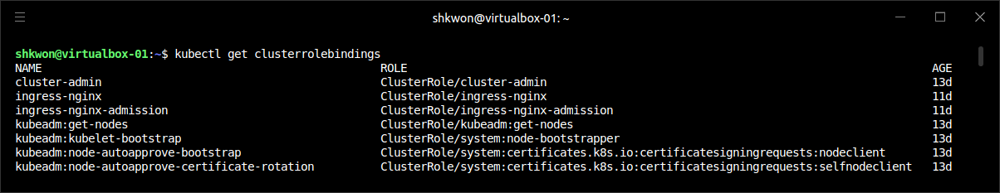 shkwon@virtualbox-01: ~
shkwon@virtualbox-01:~$ kubectl get clusterrolebindings
NAME ROLE AGE
cluster-admin ClusterRole/cluster-admin 13d
ingress-nginx ClusterRole/ingress-nginx 11d
ingress-nginx-admission ClusterRole/ingress-nginx-admission 11d
kubeadm:get-nodes ClusterRole/kubeadm:get-nodes 13d
kubeadm:kubelet-bootstrap ClusterRole/system:node-bootstrapper 13d
kubeadm:node-autoapprove-bootstrap ClusterRole/system:certificates.k8s.io:certificatesigningrequests:nodeclient 13d
kubeadm:node-autoapprove-certificate-rotation ClusterRole/system:certificates.k8s.io:certificatesigningrequests:selfnodeclient 13d